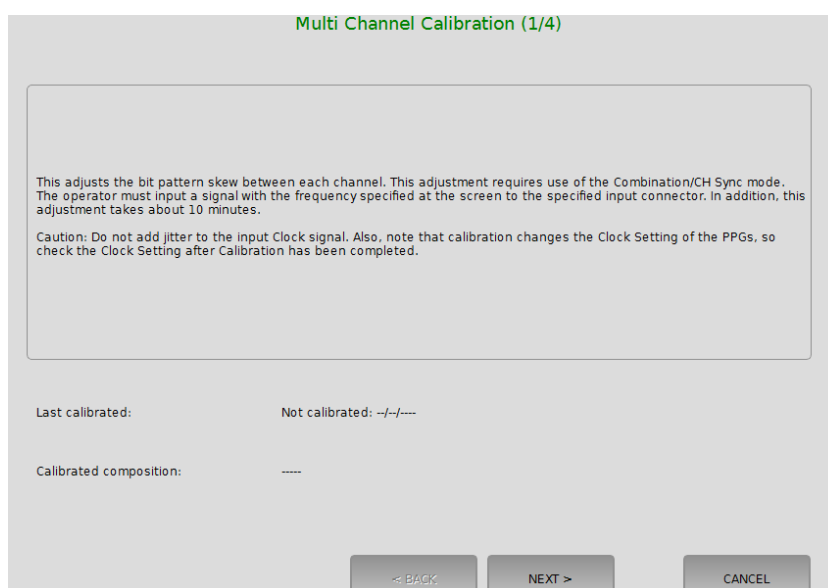 Multi Channel Calibration (1/4)
This adjusts the bit pattern skew between each channel. This adjustment requires use of the Combination/CH Sync mode.
The operator must input a signal with the frequency specified at the screen to the specified input connector. In addition, this
adjustment takes about 10 minutes.
Caution: Do not add jitter to the input Clock signal. Also, note that calibration changes the Clock Setting of the PPGs, so
check the Clock Setting after Calibration has been completed.
Last calibrated: Not calibrated: --/--/----
Calibrated composition: -----
< BACK NEXT > CANCEL